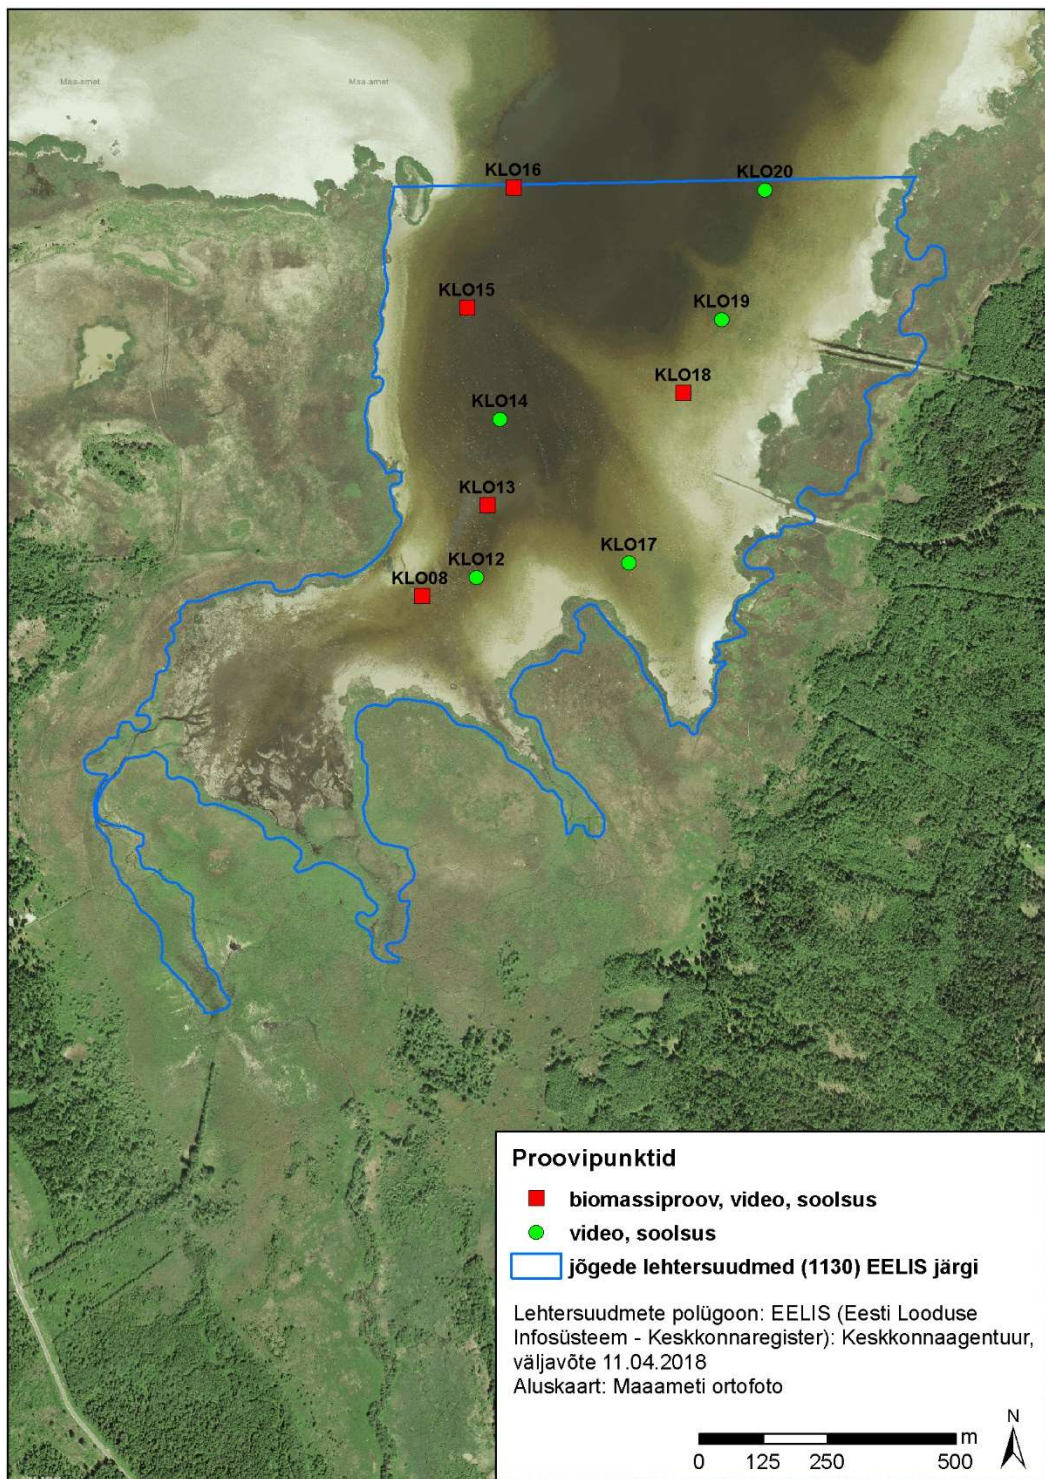 Maa-amet Maa-amet
KLO16
KLO20
KLO15
KLO19
KLO18
KLO14
KLO13
KLO17
KLO12
KLO08
Proovipunktid
biomassiproov, video, soolsus
video, soolsus
jõgede lehtersuudmed (1130) EELIS järgi
Lehtersuudmete polügoon: EELIS (Eesti Looduse
Infosüsteem - Keskkonnaregister): Keskkonnaagentuur,
väljavõte 11.04.2018
Aluskaart: Maaameti ortofoto
N
m
0 125 250 500